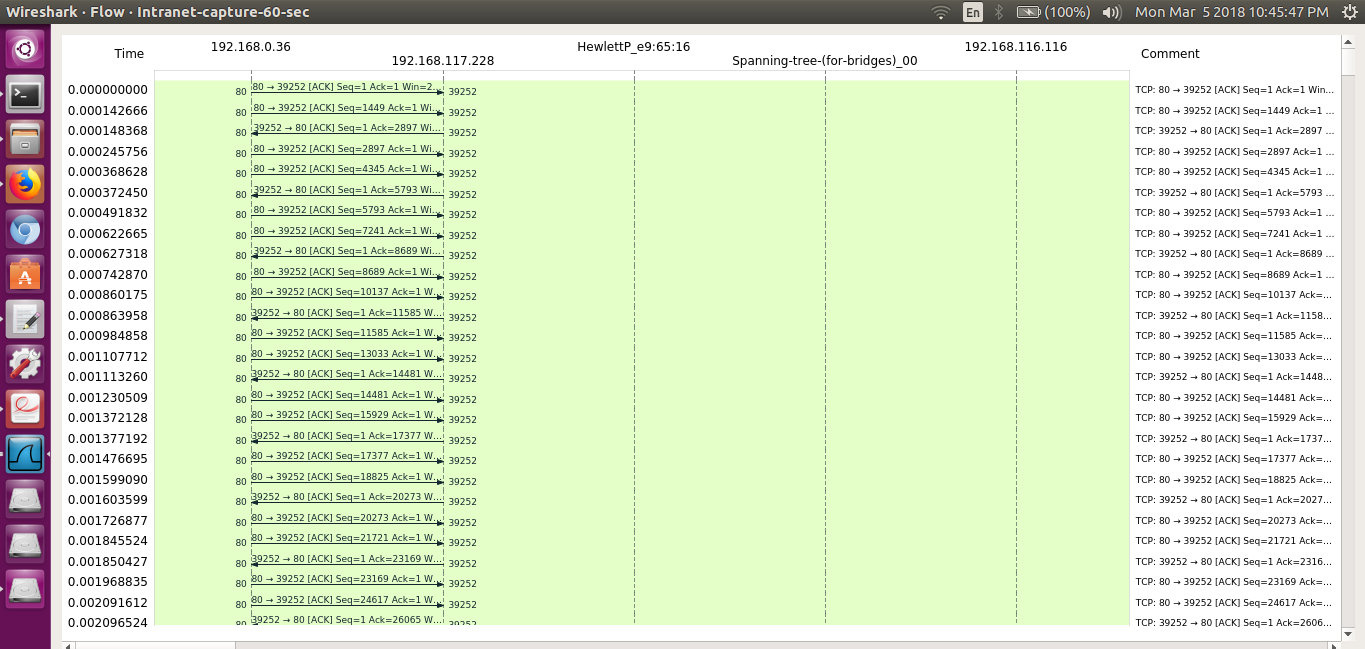 Wireshark · Flow · Intranet-capture-60-sec En (100%) Mon Mar 5 2018 10:45:47 PM
192.168.0.36 HewlettP_e9:65:16 192.168.116.116
Time Comment
192.168.117.228 Spanning-tree-(for-bridges)_00
0.000000000 80 80 → 39252 [ACK] Seq=1 Ack=1 Win=2... 39252 TCP: 80 → 39252 [ACK] Seq=1 Ack=1 Win...
0.000142666 80 80 → 39252 [ACK] Seq=1449 Ack=1 Wi... 39252 TCP: 80 → 39252 [ACK] Seq=1449 Ack=1 ...
0.000148368 80 39252 → 80 [ACK] Seq=1 Ack=2897 Wi... 39252 TCP: 39252 → 80 [ACK] Seq=1 Ack=2897 ...
0.000245756 80 80 → 39252 [ACK] Seq=2897 Ack=1 Wi... 39252 TCP: 80 → 39252 [ACK] Seq=2897 Ack=1 ...
0.000368628 80 80 → 39252 [ACK] Seq=4345 Ack=1 Wi... 39252 TCP: 80 → 39252 [ACK] Seq=4345 Ack=1 ...
0.000372450 80 39252 → 80 [ACK] Seq=1 Ack=5793 Wi... 39252 TCP: 39252 → 80 [ACK] Seq=1 Ack=5793 ...
0.000491832 80 80 → 39252 [ACK] Seq=5793 Ack=1 Wi... 39252 TCP: 80 → 39252 [ACK] Seq=5793 Ack=1 ...
0.000622665 80 80 → 39252 [ACK] Seq=7241 Ack=1 Wi... 39252 TCP: 80 → 39252 [ACK] Seq=7241 Ack=1 ...
0.000627318 80 39252 → 80 [ACK] Seq=1 Ack=8689 Wi... 39252 TCP: 39252 → 80 [ACK] Seq=1 Ack=8689 ...
0.000742870 80 80 → 39252 [ACK] Seq=8689 Ack=1 Wi... 39252 TCP: 80 → 39252 [ACK] Seq=8689 Ack=1 ...
0.000860175 80 80 → 39252 [ACK] Seq=10137 Ack=1 W... 39252 TCP: 80 → 39252 [ACK] Seq=10137 Ack=...
0.000863958 80 39252 → 80 [ACK] Seq=1 Ack=11585 W... 39252 TCP: 39252 → 80 [ACK] Seq=1 Ack=1158...
0.000984858 80 80 → 39252 [ACK] Seq=11585 Ack=1 W... 39252 TCP: 80 → 39252 [ACK] Seq=11585 Ack=...
0.001107712 80 80 → 39252 [ACK] Seq=13033 Ack=1 W... 39252 TCP: 80 → 39252 [ACK] Seq=13033 Ack=...
0.001113260 80 39252 → 80 [ACK] Seq=1 Ack=14481 W... 39252 TCP: 39252 → 80 [ACK] Seq=1 Ack=1448...
0.001230509 80 80 → 39252 [ACK] Seq=14481 Ack=1 W... 39252 TCP: 80 → 39252 [ACK] Seq=14481 Ack=...
0.001372128 80 80 → 39252 [ACK] Seq=15929 Ack=1 W... 39252 TCP: 80 → 39252 [ACK] Seq=15929 Ack=...
0.001377192 80 39252 → 80 [ACK] Seq=1 Ack=17377 W... 39252 TCP: 39252 → 80 [ACK] Seq=1 Ack=1737...
0.001476695 80 80 → 39252 [ACK] Seq=17377 Ack=1 W... 39252 TCP: 80 → 39252 [ACK] Seq=17377 Ack=...
0.001599090 80 80 → 39252 [ACK] Seq=18825 Ack=1 W... 39252 TCP: 80 → 39252 [ACK] Seq=18825 Ack=...
0.001603599 80 39252 → 80 [ACK] Seq=1 Ack=20273 W... 39252 TCP: 39252 → 80 [ACK] Seq=1 Ack=2027...
0.001726877 80 80 → 39252 [ACK] Seq=20273 Ack=1 W... 39252 TCP: 80 → 39252 [ACK] Seq=20273 Ack=...
0.001845524 80 80 → 39252 [ACK] Seq=21721 Ack=1 W... 39252 TCP: 80 → 39252 [ACK] Seq=21721 Ack=...
0.001850427 80 39252 → 80 [ACK] Seq=1 Ack=23169 W... 39252 TCP: 39252 → 80 [ACK] Seq=1 Ack=2316...
0.001968835 80 80 → 39252 [ACK] Seq=23169 Ack=1 W... 39252 TCP: 80 → 39252 [ACK] Seq=23169 Ack=...
0.002091612 80 80 → 39252 [ACK] Seq=24617 Ack=1 W... 39252 TCP: 80 → 39252 [ACK] Seq=24617 Ack=...
0.002096524 80 39252 → 80 [ACK] Seq=1 Ack=26065 W... 39252 TCP: 39252 → 80 [ACK] Seq=1 Ack=2606...